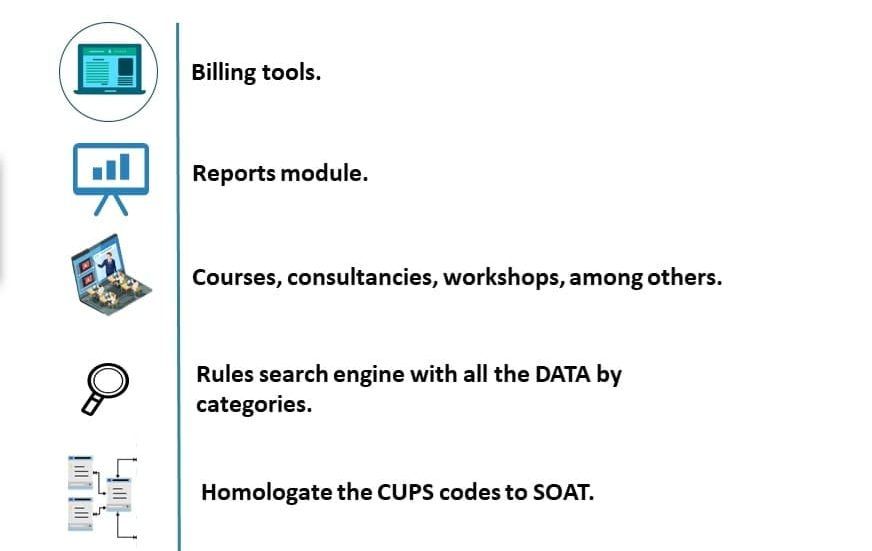 Billing tools.
Reports module.
Courses, consultancies, workshops, among others.
Rules search engine with all the DATA by
categories.
Homologate the CUPS codes to SOAT.